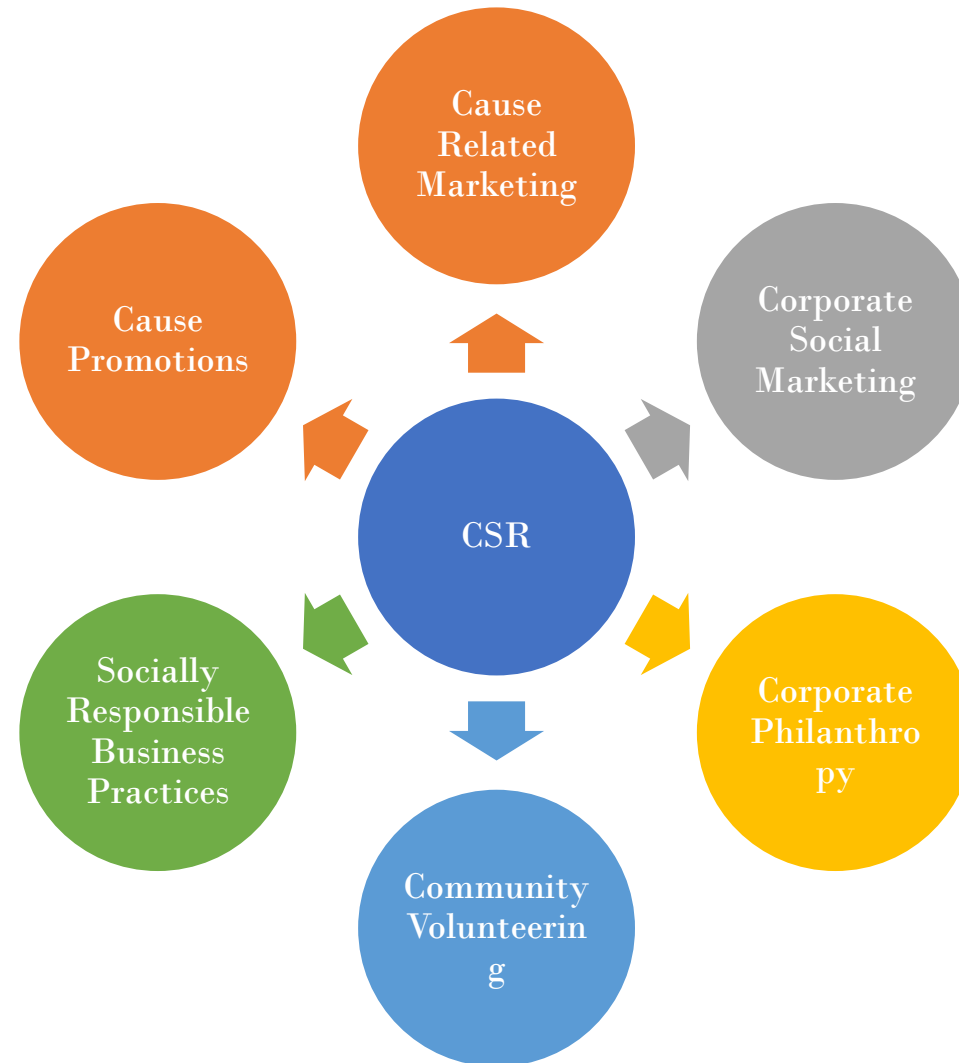 Cause
Related
Marketing
Corporate
Social
Marketing
Corporate
Philanthro
py
Community
Volunteerin
g
Socially
Responsible
Business
Practices
Cause
Promotions
CSR